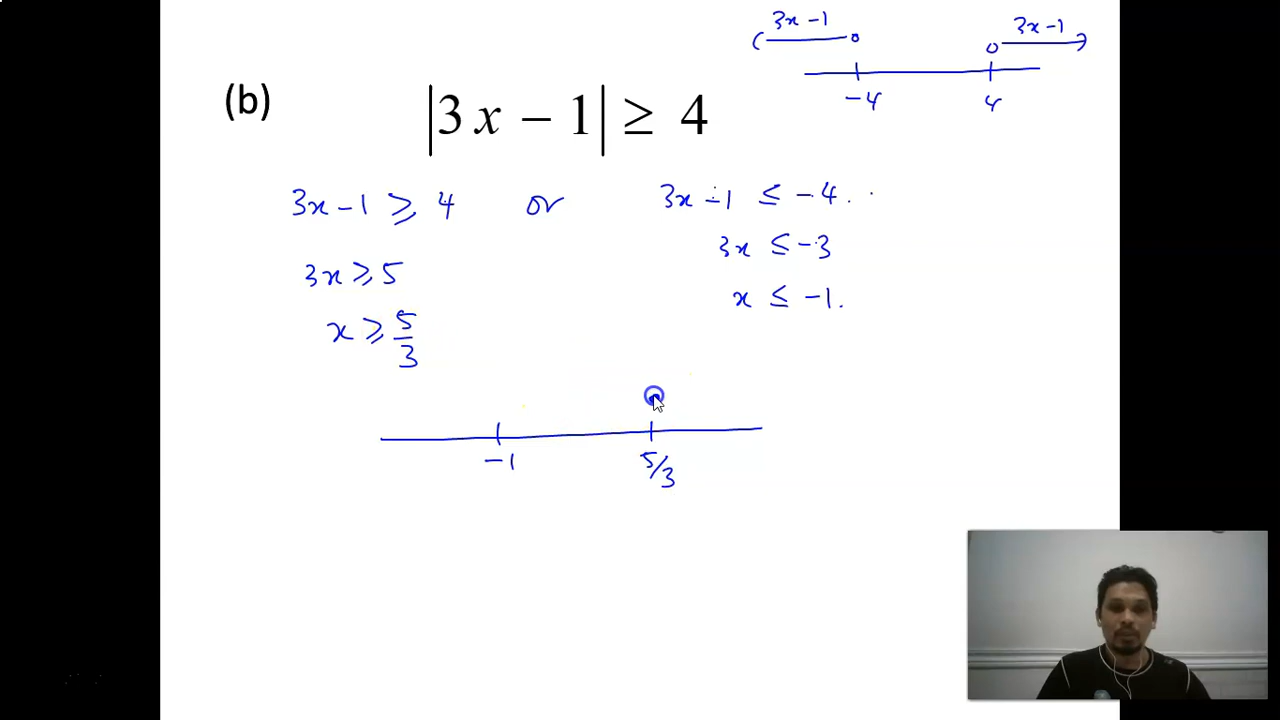 3x -1 3x -1
-4 4
(b) |3x - 1| ≥ 4
3x -1 ≥ 4 or 3x -1 ≤ -4.
3x ≥ 5 3x ≤ -3
x ≥ 5/3 x ≤ -1.
-1 5/3